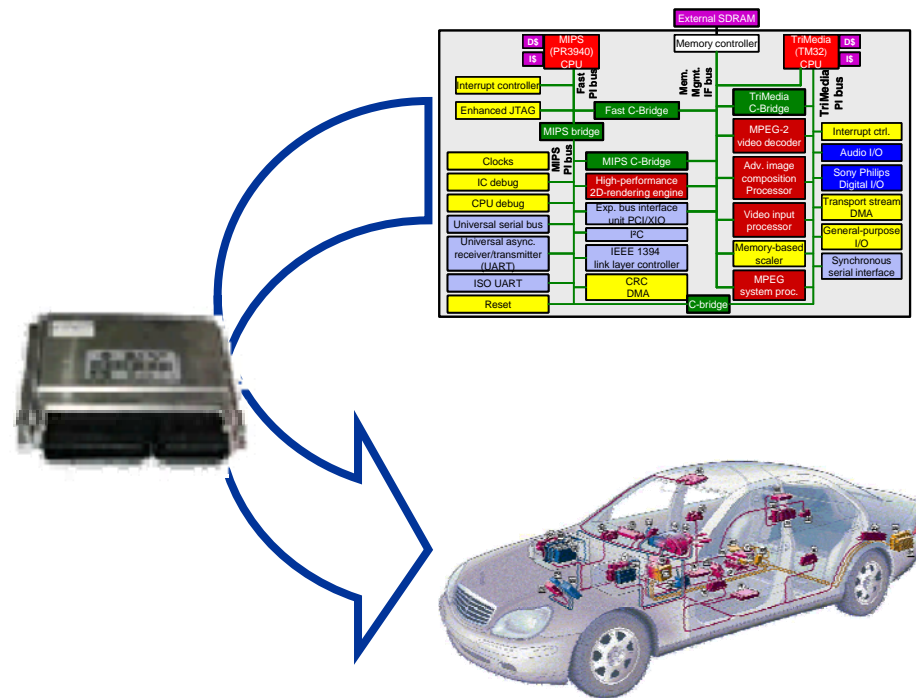 External SDRAM
D$
I$
MIPS
(PR3940)
CPU
Memory controller
TriMedia
(TM32)
CPU
D$
I$
Fast
PI bus
Mem.
Mgmt.
IF bus
TriMedia
PI bus
Interrupt controller
Enhanced JTAG
Fast C-Bridge
TriMedia
C-Bridge
MIPS bridge
MIPS
PI bus
MPEG-2
video decoder
Interrupt ctrl.
Audio I/O
Clocks
MIPS C-Bridge
Adv. image
composition
Processor
Sony Philips
Digital I/O
IC debug
High-performance
2D-rendering engine
CPU debug
Exp. bus interface
unit PCI/XIO
Video input
processor
Transport stream
DMA
Universal serial bus
I²C
General-purpose
I/O
Universal async.
receiver/transmitter
(UART)
IEEE 1394
link layer controller
Memory-based
scaler
Synchronous
serial interface
ISO UART
CRC
DMA
MPEG
system proc.
Reset
C-bridge